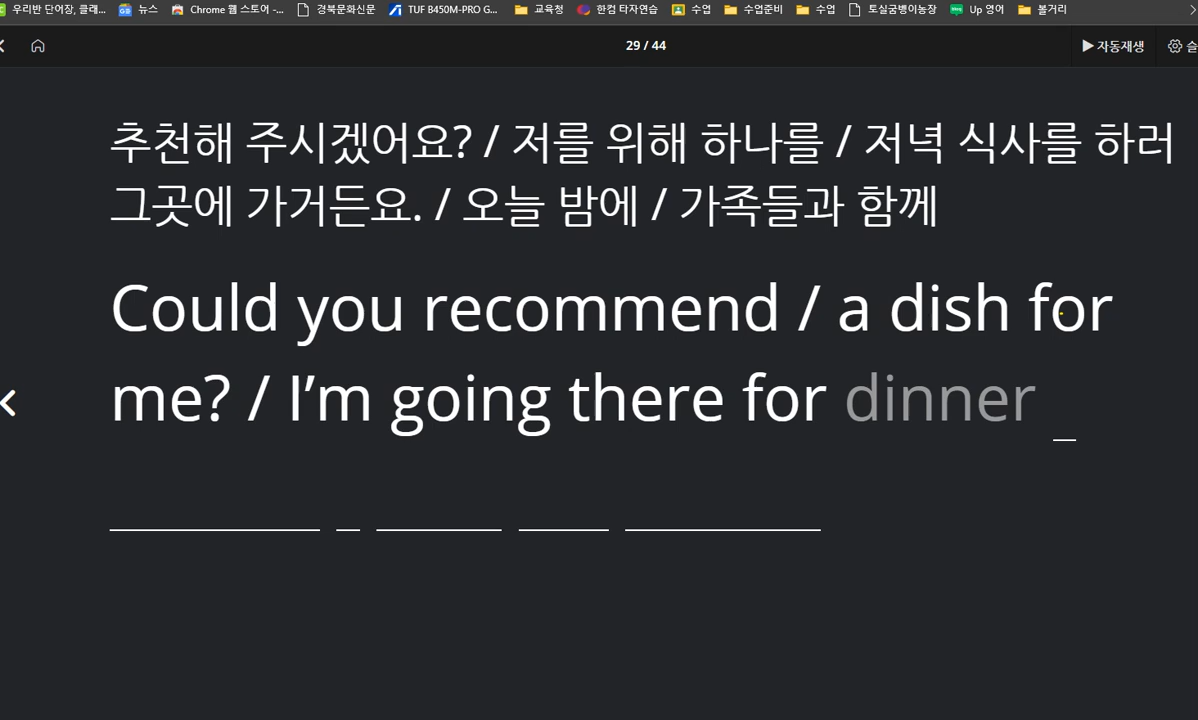 우리반 단어장, 클래... 뉴스 Chrome 웹 스토어 -... 경북문화신문 TUF B450M-PRO G... 교육청 한컴 타자연습 수업 수업준비 수업 토실굼벵이농장 Up 영어 볼거리
29 / 44 자동재생 슬
추천해 주시겠어요? / 저를 위해 하나를 / 저녁 식사를 하러
그곳에 가거든요. / 오늘 밤에 / 가족들과 함께
Could you recommend / a dish for
me? / I’m going there for dinner